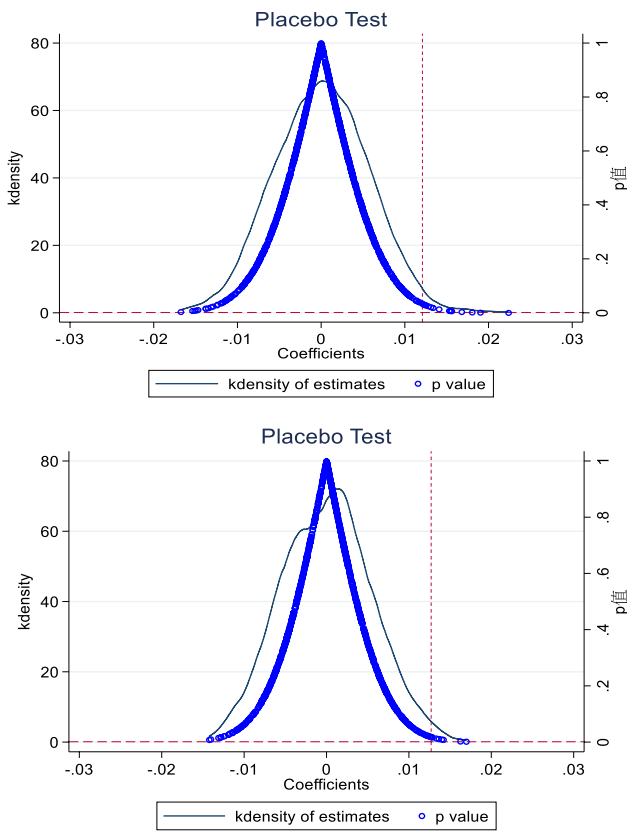 Placebo Test
80
60
40
20
0
kdensity
1
.8
.6
.4
.2
0
p值
-.03 -.02 -.01 0 .01 .02 .03
Coefficients
kdensity of estimates p value
Placebo Test
80
60
40
20
0
kdensity
1
.8
.6
.4
.2
0
p值
-.03 -.02 -.01 0 .01 .02 .03
Coefficients
kdensity of estimates p value